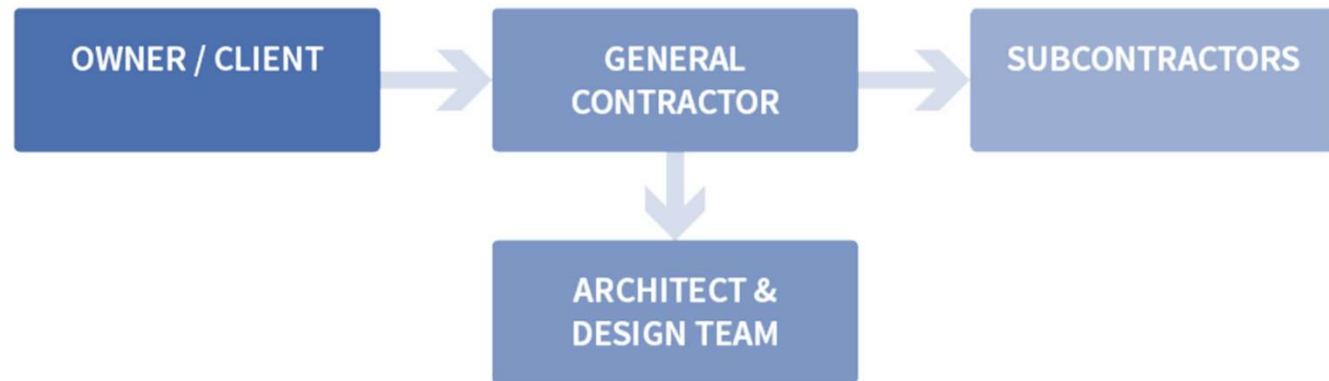 OWNER / CLIENT
GENERAL
CONTRACTOR
SUBCONTRACTORS
ARCHITECT &
DESIGN TEAM